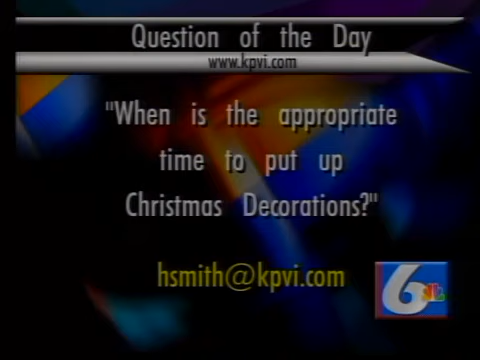 Question of the Day
www.kpvi.com
"When is the appropriate
time to put up
Christmas Decorations?"
hsmith@kpvi.com
6